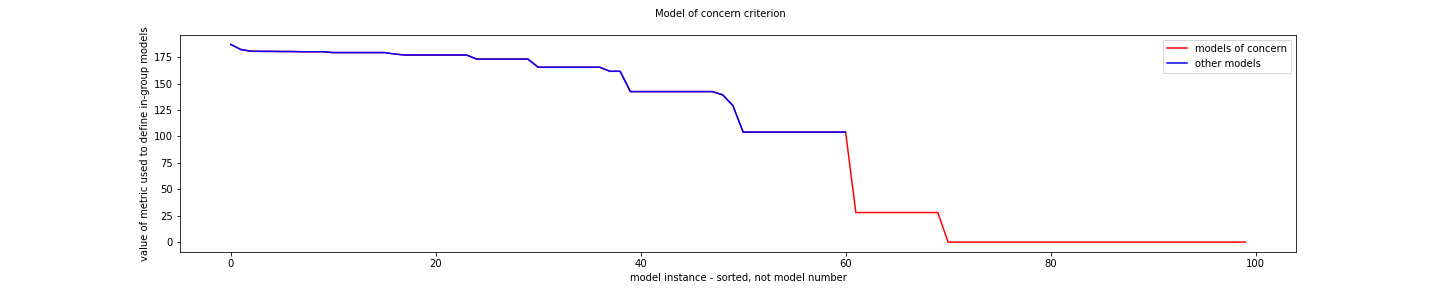 Model of concern criterion
value of metric used to define in-group models
175
150
125
100
75
50
25
0
models of concern
other models
0
20
40
60
80
100
model instance - sorted, not model number